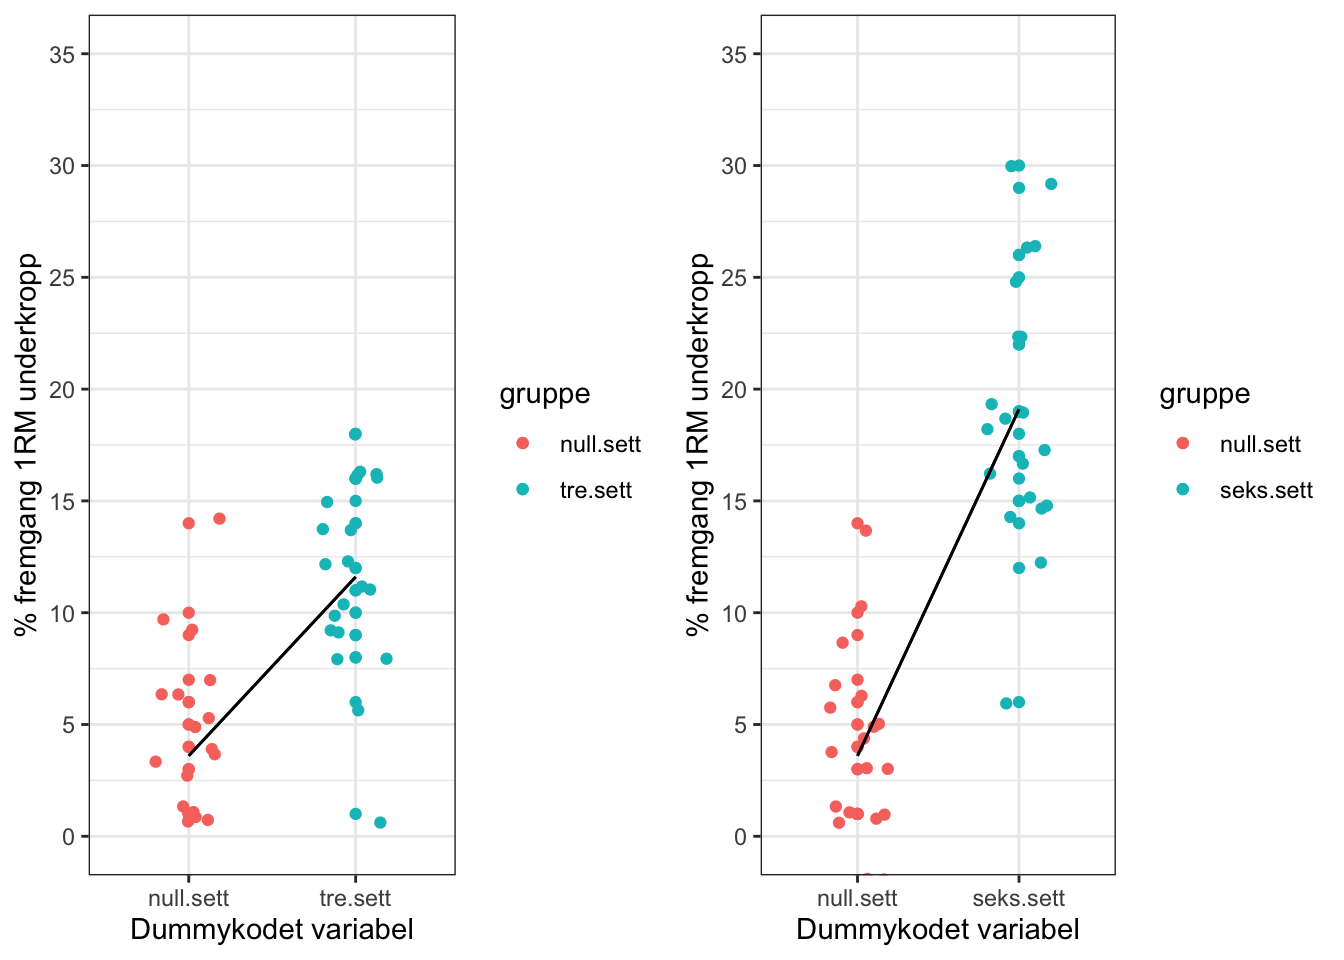 % fremgang 1RM underkropp
35
30
25
20
15
10
5
0
null.sett tre.sett
Dummykodet variabel
gruppe
null.sett
tre.sett
% fremgang 1RM underkropp
35
30
25
20
15
10
5
0
null.sett seks.sett
Dummykodet variabel
gruppe
null.sett
seks.sett